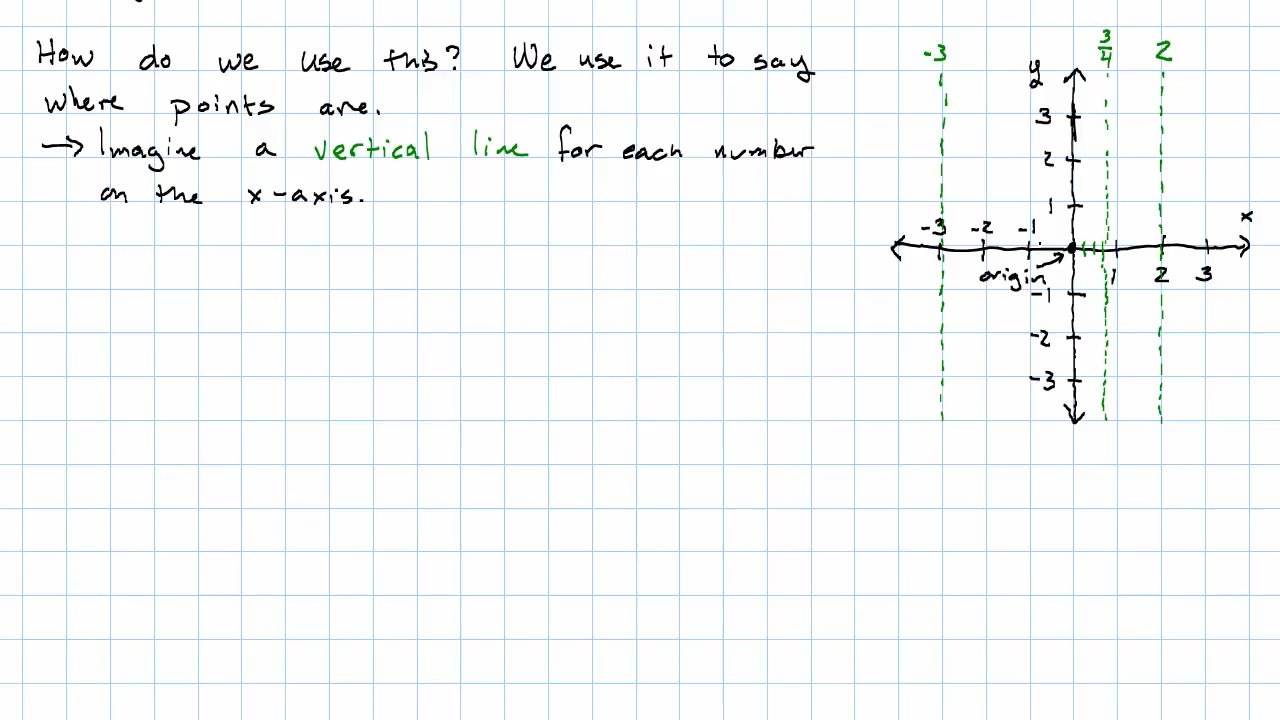 How do we use this? We use it to say
where points are.
→ Imagine a vertical line for each number
on the x-axis.
-3 3/4 2
y
3
2
1
x
-3 -2 -1
origin 1 2 3
-1
-2
-3